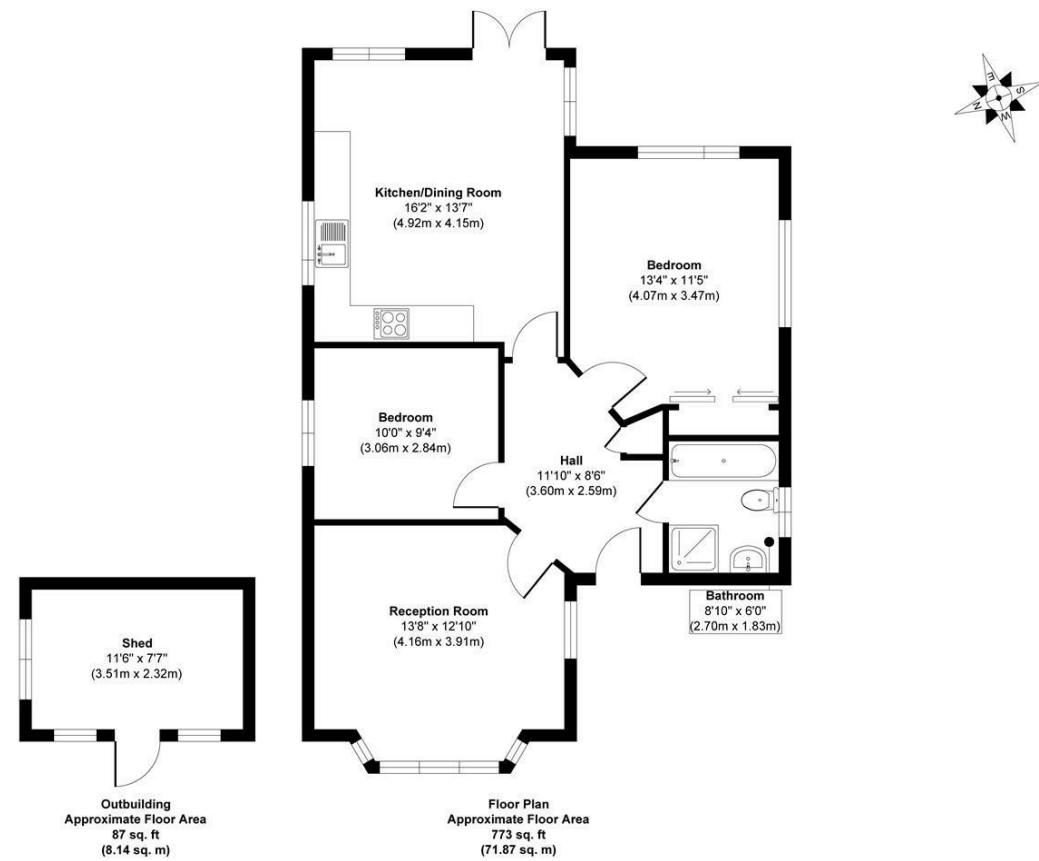 E
S
N
W
Kitchen/Dining Room
16'2" x 13'7"
(4.92m x 4.15m)
Bedroom
13'4" x 11'5"
(4.07m x 3.47m)
Bedroom
10'0" x 9'4"
(3.06m x 2.84m)
Hall
11'10" x 8'6"
(3.60m x 2.59m)
Bathroom
8'10" x 6'0"
(2.70m x 1.83m)
Reception Room
13'8" x 12'10"
(4.16m x 3.91m)
Shed
11'6" x 7'7"
(3.51m x 2.32m)
Outbuilding
Approximate Floor Area
87 sq. ft
(8.14 sq. m)
Floor Plan
Approximate Floor Area
773 sq. ft
(71.87 sq. m)